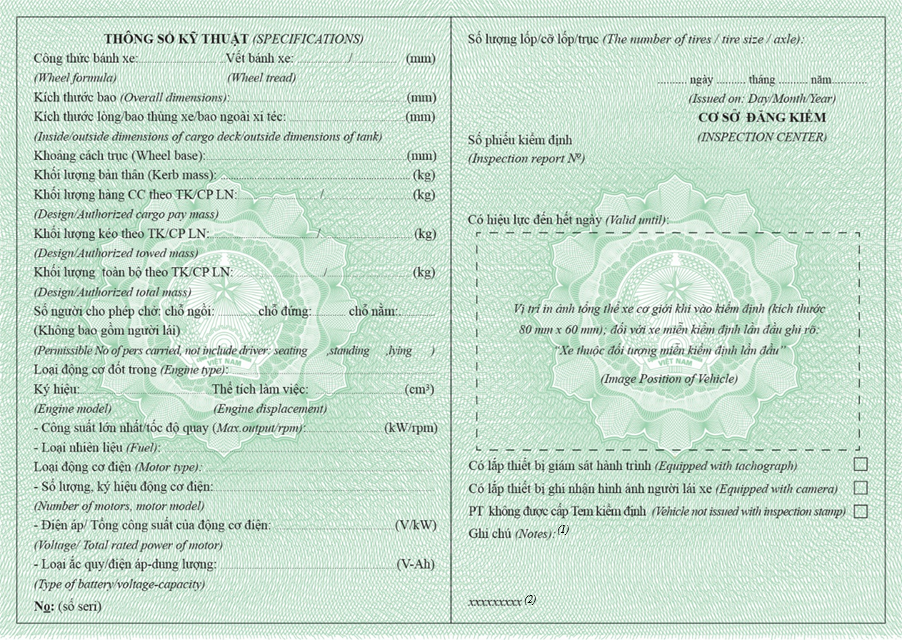 THÔNG SỐ KỸ THUẬT (SPECIFICATIONS)
Công thức bánh xe: Vết bánh xe: / (mm)
(Wheel formula) (Wheel tread)
Kích thước bao (Overall dimensions): (mm)
Kích thước lòng/bao thùng xe/bao ngoài xi téc: (mm)
(Inside/outside dimensions of cargo deck/outside dimensions of tank)
Khoảng cách trục (Wheel base): (mm)
Khối lượng bản thân (Kerb mass): (kg)
Khối lượng hàng CC theo TK/CP LN: / (kg)
(Design/Authorized cargo pay mass)
Khối lượng kéo theo TK/CP LN: / (kg)
(Design/Authorized towed mass)
Khối lượng toàn bộ theo TK/CP LN: / (kg)
(Design/Authorized total mass)
Số người cho phép chở: chỗ ngồi: chỗ đứng: chỗ nằm:
(Không bao gồm người lái)
(Permissible No of pers carried, not include driver: seating ,standing ,lying )
Loại động cơ đốt trong (Engine type):
Ký hiệu: Thể tích làm việc: (cm³)
(Engine model) (Engine displacement)
- Công suất lớn nhất/tốc độ quay (Max.output/rpm): (kW/rpm)
- Loại nhiên liệu (Fuel):
Loại động cơ điện (Motor type):
- Số lượng, ký hiệu động cơ điện:
(Number of motors, motor model)
- Điện áp/ Tổng công suất của động cơ điện: (V/kW)
(Voltage/ Total rated power of motor)
- Loại ắc quy/điện áp-dung lượng: (V-Ah)
(Type of battery/voltage-capacity)
No: (số seri)
Số lượng lốp/cỡ lốp/trục (The number of tires / tire size / axle):
.......... ngày .......... tháng .......... năm..........
(Issued on: Day/Month/Year)
CƠ SỞ ĐĂNG KIỂM
(INSPECTION CENTER)
Số phiếu kiểm định
(Inspection report Nº)
Có hiệu lực đến hết ngày (Valid until):
Vị trí in ảnh tổng thể xe cơ giới khi vào kiểm định (kích thước
80 mm x 60 mm); đối với xe miễn kiểm định lần đầu ghi rõ:
“Xe thuộc đối tượng miễn kiểm định lần đầu”
VIỆT NAM
VIỆT NAM
(Image Position of Vehicle)
Có lắp thiết bị giám sát hành trình (Equipped with tachograph)
Có lắp thiết bị ghi nhận hình ảnh người lái xe (Equipped with camera)
PT không được cấp Tem kiểm định (Vehicle not issued with inspection stamp)
Ghi chú (Notes): (1)
xxxxxxxxx (2)